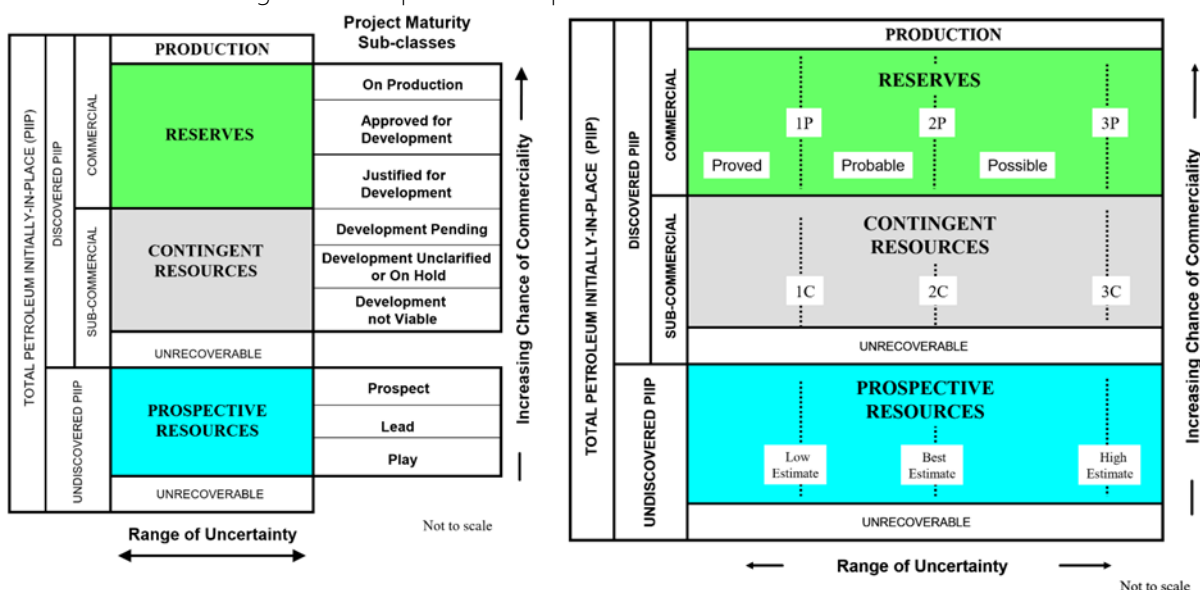 Project Maturity
Sub-classes
PRODUCTION
On Production
RESERVES
Approved for
Development
Justified for
Development
CONTINGENT
RESOURCES
Development Pending
Development Unclarified
or On Hold
Development
not Viable
UNRECOVERABLE
PROSPECTIVE
RESOURCES
Prospect
Lead
Play
UNRECOVERABLE
TOTAL PETROLEUM INITIALLY-IN-PLACE (PIIP)
DISCOVERED PIIP
UNDISCOVERED PIIP
COMMERCIAL
SUB-COMMERCIAL
Increasing Chance of Commerciality
Range of Uncertainty
Not to scale
PRODUCTION
RESERVES
1P
2P
3P
Proved
Probable
Possible
CONTINGENT
RESOURCES
1C
2C
3C
UNRECOVERABLE
PROSPECTIVE
RESOURCES
Low
Estimate
Best
Estimate
High
Estimate
UNRECOVERABLE
TOTAL PETROLEUM INITIALLY-IN-PLACE (PIIP)
DISCOVERED PIIP
UNDISCOVERED PIIP
COMMERCIAL
SUB-COMMERCIAL
Increasing Chance of Commerciality
Range of Uncertainty
Not to scale